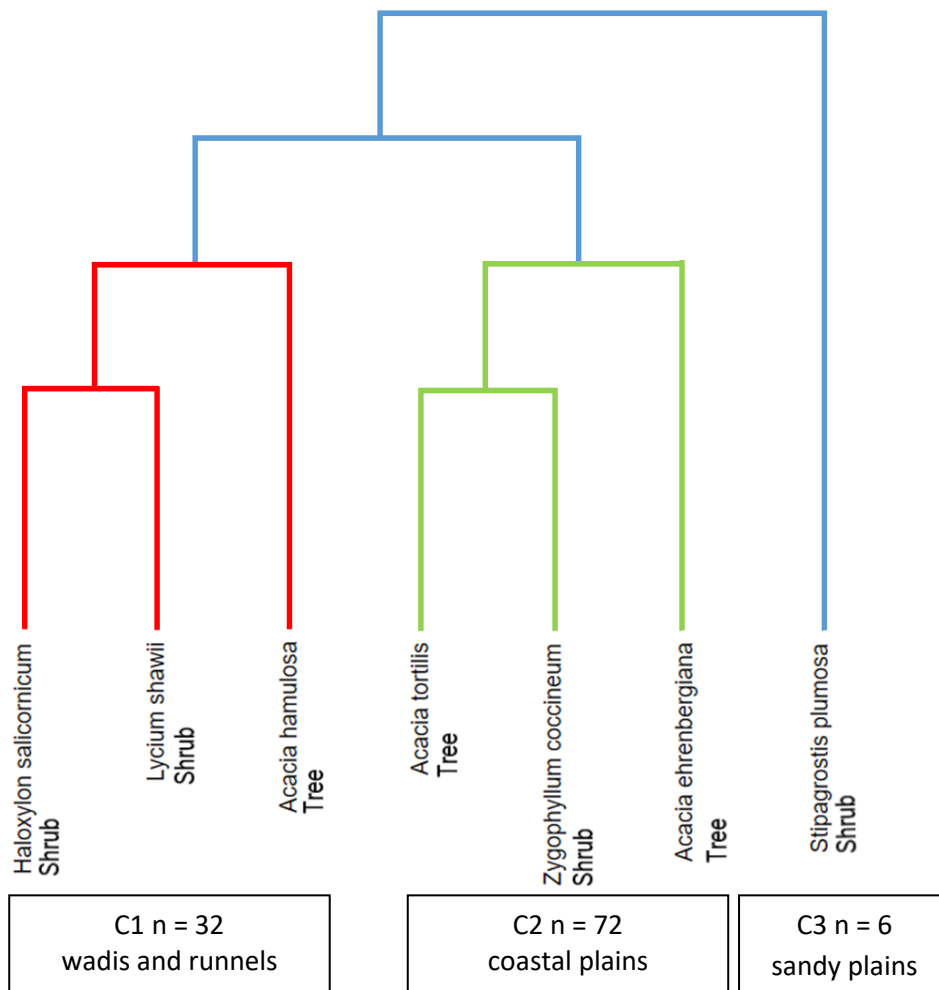 Haloxylon salicornicum
Shrub
Lycium shawii
Shrub
Acacia hamulosa
Tree
Acacia tortilis
Tree
Zygophyllum coccineum
Shrub
Acacia ehrenbergiana
Tree
Stipagrostis plumosa
Shrub
C1 n = 32
wadis and runnels
C2 n = 72
coastal plains
C3 n = 6
sandy plains